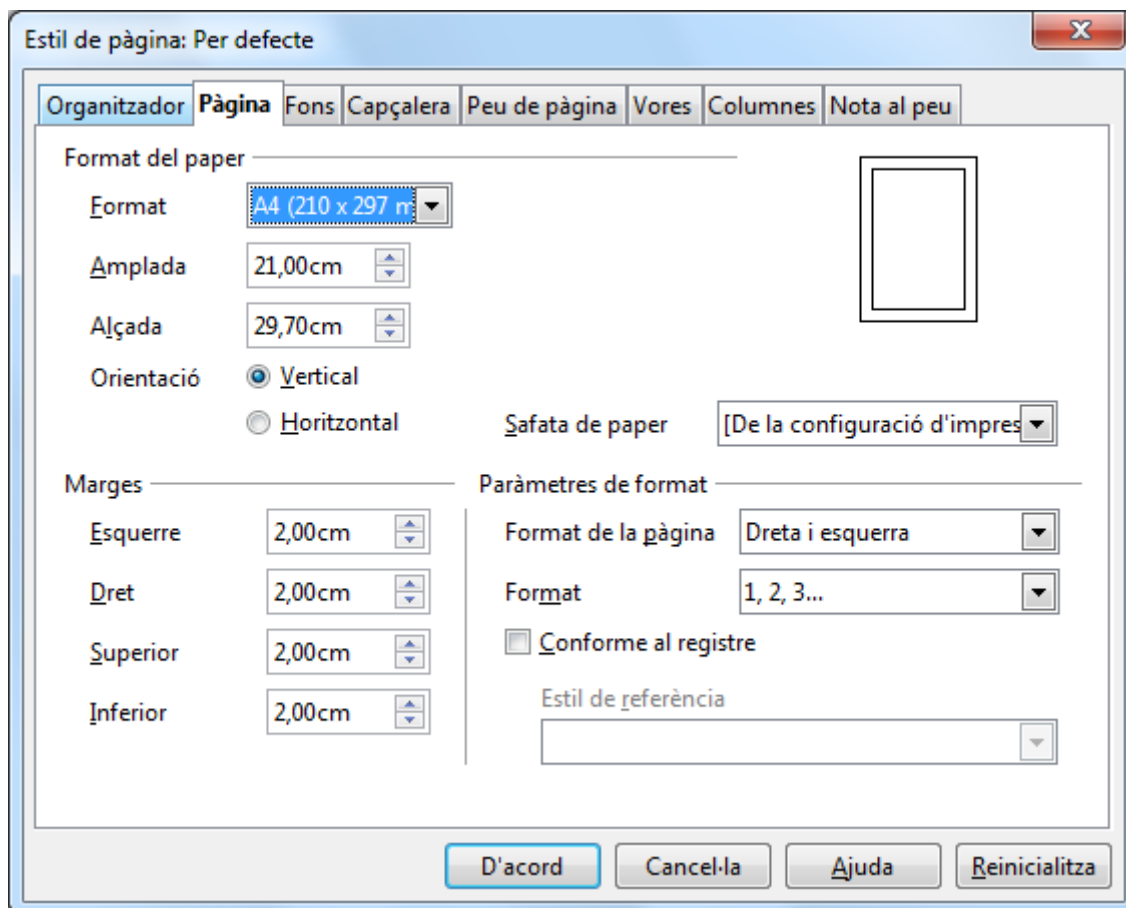 Estil de pàgina: Per defecte
Organitzador Pàgina Fons Capçalera Peu de pàgina Vores Columnes Nota al peu
Format del paper
Format A4 (210 x 297 m
Amplada 21,00cm
Alçada 29,70cm
Orientació Vertical
Horitzontal Safata de paper [De la configuració d'impres
Marges Paràmetres de format
Esquerre 2,00cm Format de la pàgina Dreta i esquerra
Dret 2,00cm Format 1, 2, 3...
Superior 2,00cm Conforme al registre
Inferior 2,00cm Estil de referència
D'acord Cancel·la Ajuda Reinicialitza